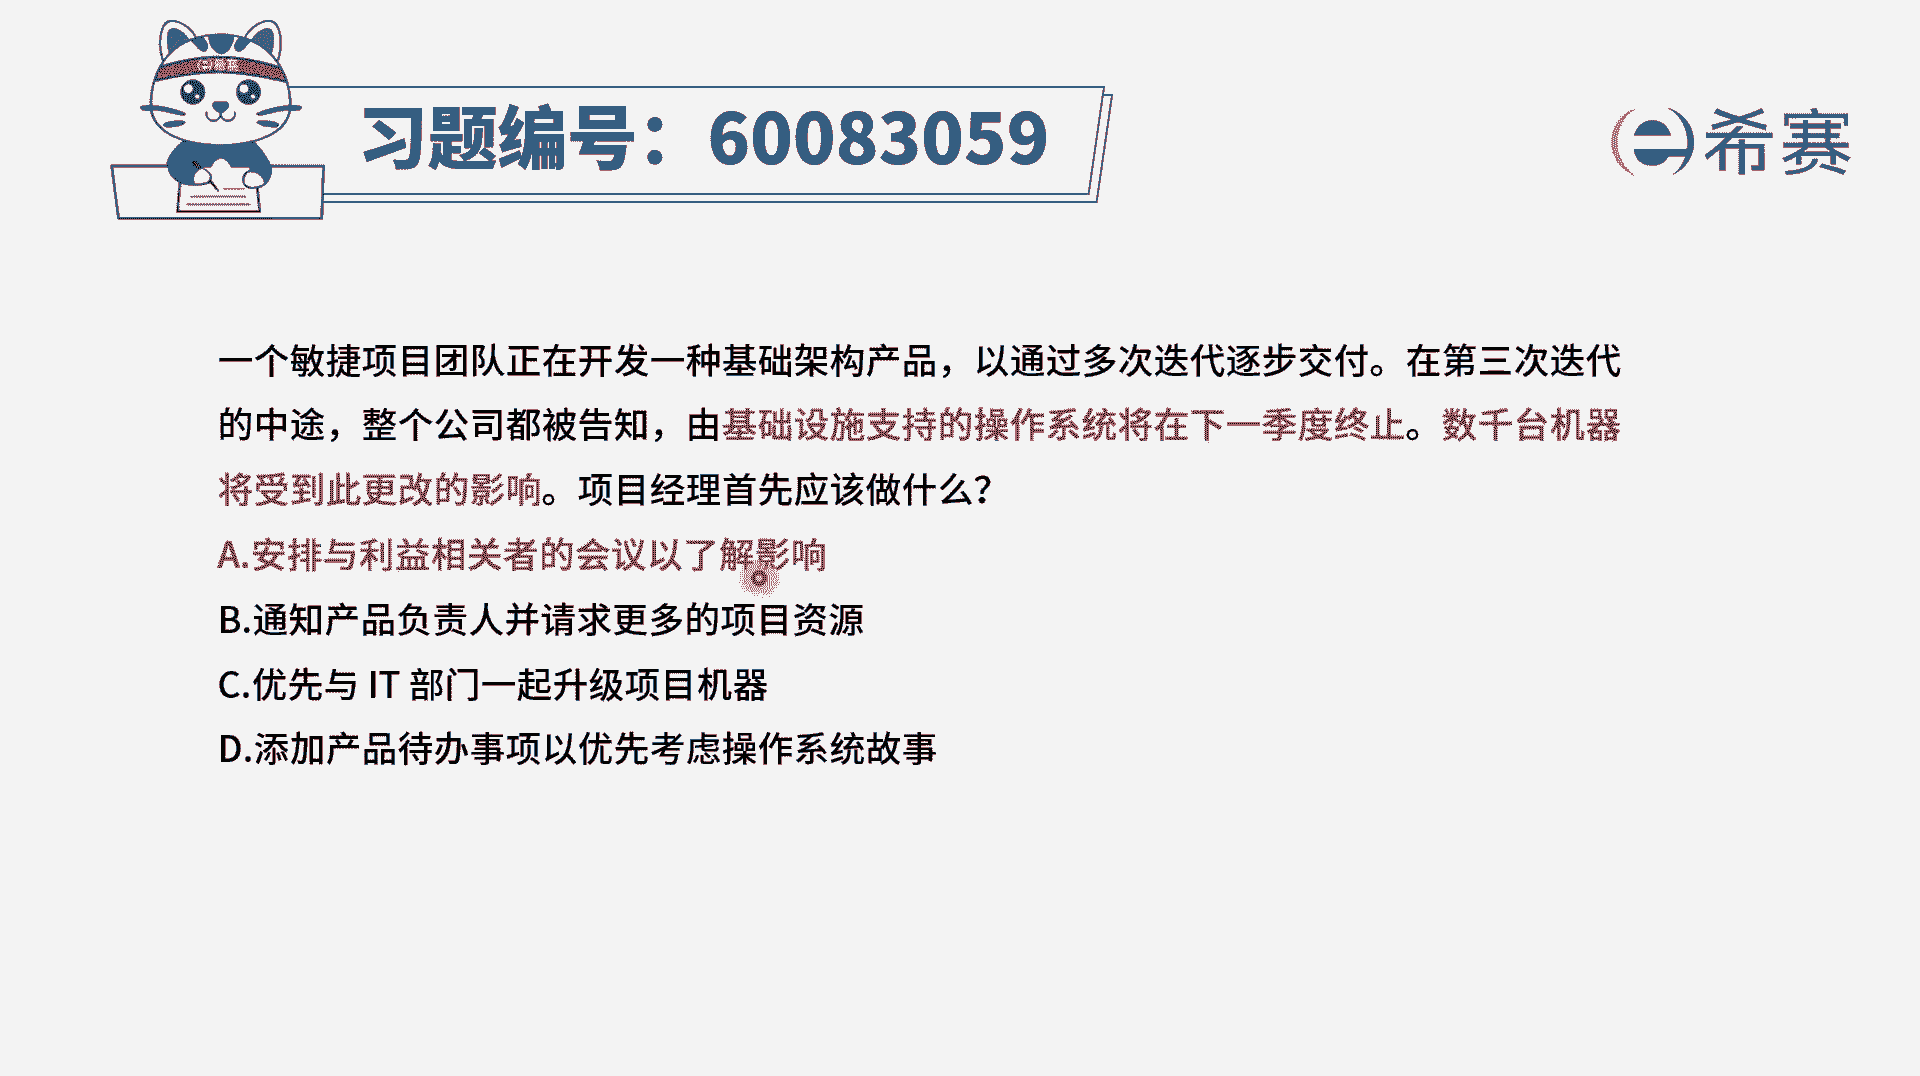 习题编号：60083059
希赛
一个敏捷项目团队正在开发一种基础架构产品，以通过多次迭代逐步交付。在第三次迭代
的中途，整个公司都被告知，由基础设施支持的操作系统将在下一季度终止。数千台机器
将受到此更改的影响。项目经理首先应该做什么？
A.安排与利益相关者的会议以了解影响
B.通知产品负责人并请求更多的项目资源
C.优先与 IT 部门一起升级项目机器
D.添加产品待办事项以优先考虑操作系统故事